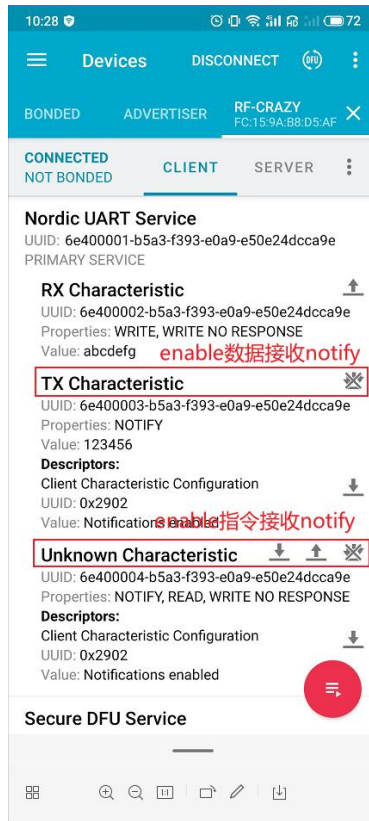 10:28
72
Devices
DISCONNECT
DFU
BONDED
ADVERTISER
RF-CRAZY
FC:15:9A:B8:D5:AF
CONNECTED
NOT BONDED
CLIENT
SERVER
Nordic UART Service
UUID: 6e400001-b5a3-f393-e0a9-e50e24dcca9e
PRIMARY SERVICE
RX Characteristic
UUID: 6e400002-b5a3-f393-e0a9-e50e24dcca9e
Properties: WRITE, WRITE NO RESPONSE
Value: abcdefg
enable数据接收notify
TX Characteristic
UUID: 6e400003-b5a3-f393-e0a9-e50e24dcca9e
Properties: NOTIFY
Value: 123456
Descriptors:
Client Characteristic Configuration
UUID: 0x2902
Value: Notifications enabled
enable指令接收notify
Unknown Characteristic
UUID: 6e400004-b5a3-f393-e0a9-e50e24dcca9e
Properties: NOTIFY, READ, WRITE NO RESPONSE
Descriptors:
Client Characteristic Configuration
UUID: 0x2902
Value: Notifications enabled
Secure DFU Service
1:1